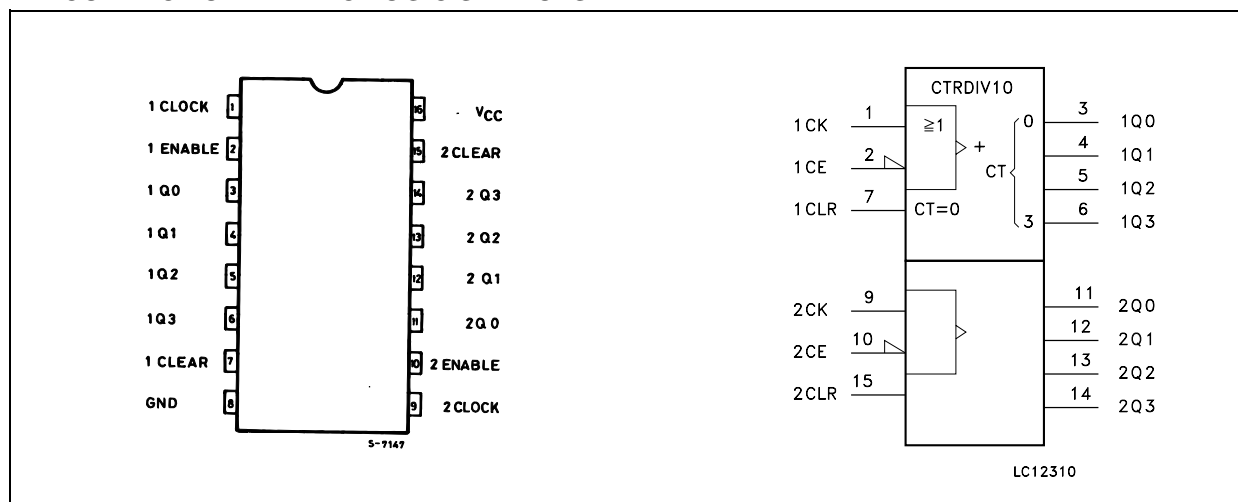 1 CLOCK 1
1 ENABLE 2
1 Q0 3
1Q1 4
1Q2 5
1Q3 6
1 CLEAR 7
GND 8
16 VCC
15 2 CLEAR
14 2 Q3
13 2 Q2
12 2 Q1
11 2Q0
10 2 ENABLE
9 2 CLOCK
S-7147
CTRDIV10
1CK 1 ≧1 0 3 1Q0
1CE 2 + CT 4 1Q1
5 1Q2
1CLR 7 CT=0 3 6 1Q3
2CK 9 11 2Q0
2CE 10 12 2Q1
13 2Q2
2CLR 15 14 2Q3
LC12310